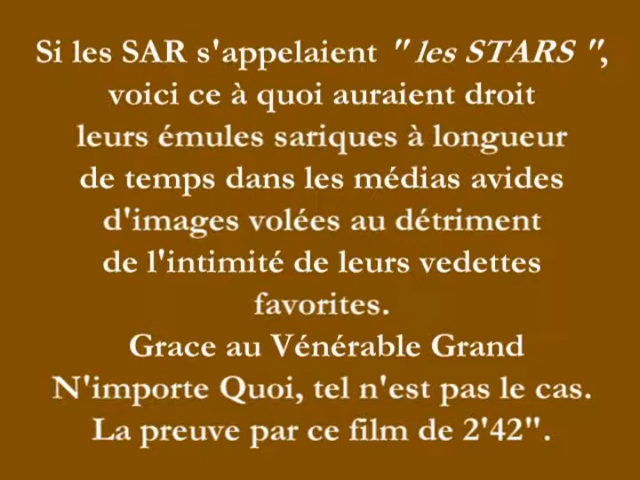 Si les SAR s'appelaient " les STARS ",
voici ce à quoi auraient droit
leurs émules sariques à longueur
de temps dans les médias avides
d'images volées au détriment
de l'intimité de leurs vedettes
favorites.
Grace au Vénérable Grand
N'importe Quoi, tel n'est pas le cas.
La preuve par ce film de 2'42".